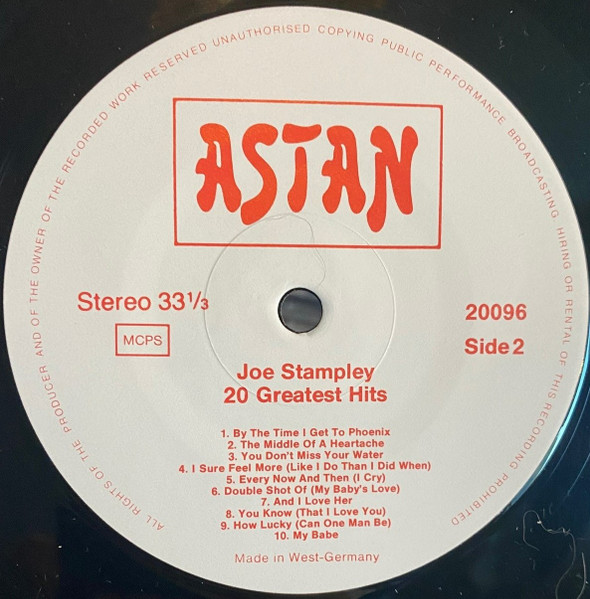 ALL RIGHTS OF THE PRODUCER AND OF THE OWNER OF THE RECORDED WORK RESERVED UNAUTHORISED COPYING PUBLIC PERFORMANCE BROADCASTING, HIRING OR RENTAL OF THIS RECORDING PROHIBITED
ASTAN
Stereo 33 1/3
MCPS
20096
Side 2
Joe Stampley
20 Greatest Hits
1. By The Time I Get To Phoenix
2. The Middle Of A Heartache
3. You Don't Miss Your Water
4. I Sure Feel More (Like I Do Than I Did When)
5. Every Now And Then (I Cry)
6. Double Shot Of (My Baby's Love)
7. And I Love Her
8. You Know (That I Love You)
9. How Lucky (Can One Man Be)
10. My Babe
Made in West-Germany